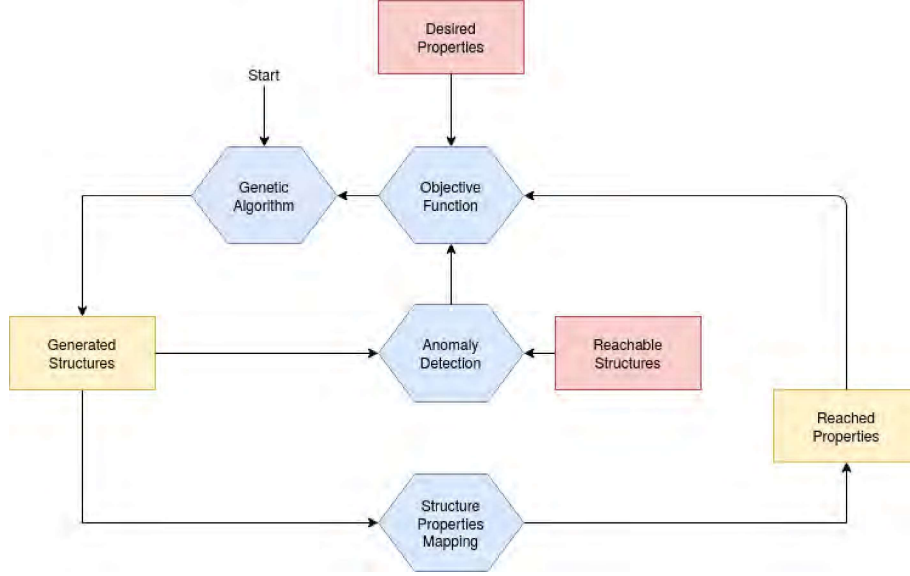 Desired
Properties
Start
Genetic
Algorithm
Objective
Function
Generated
Structures
Anomaly
Detection
Reachable
Structures
Reached
Properties
Structure
Properties
Mapping